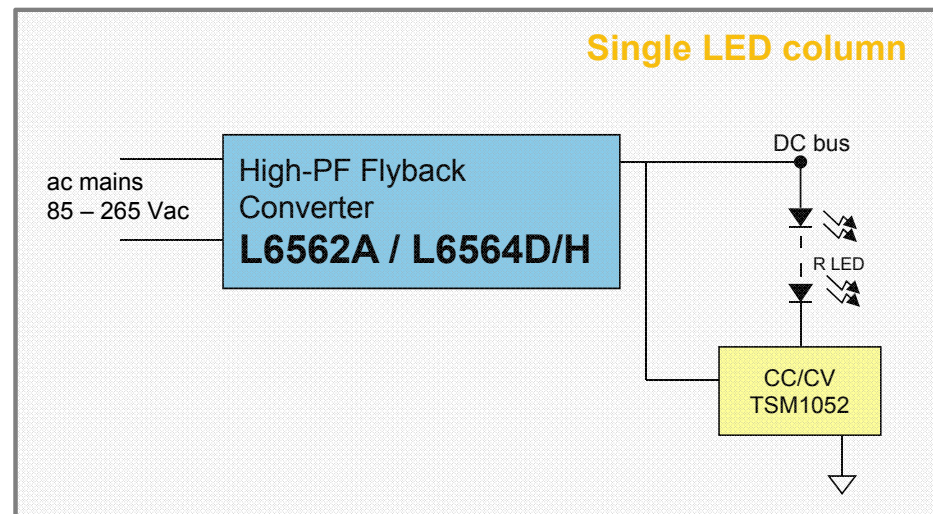 Single LED column
DC bus
ac mains
85 – 265 Vac
High-PF Flyback
Converter
L6562A / L6564D/H
R LED
CC/CV
TSM1052